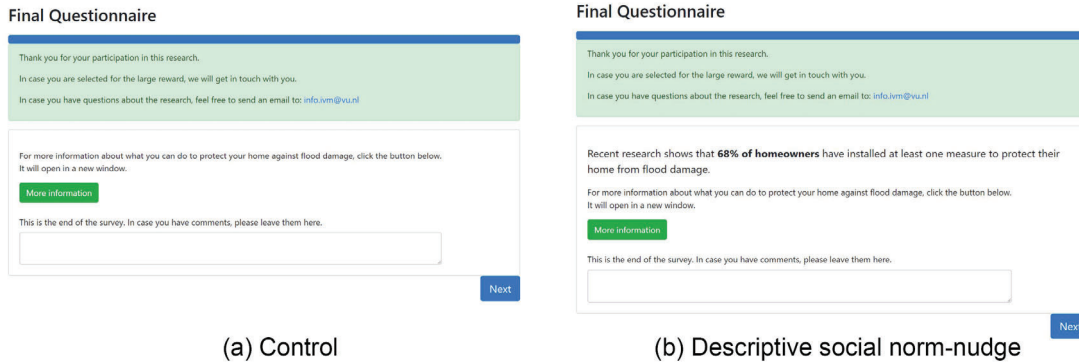 Final Questionnaire
Thank you for your participation in this research.
In case you are selected for the large reward, we will get in touch with you.
In case you have questions about the research, feel free to send an email to: info.ivm@vu.nl
For more information about what you can do to protect your home against flood damage, click the button below.
It will open in a new window.
More information
This is the end of the survey. In case you have comments, please leave them here.
Next
(a) Control
Final Questionnaire
Thank you for your participation in this research.
In case you are selected for the large reward, we will get in touch with you.
In case you have questions about the research, feel free to send an email to: info.ivm@vu.nl
Recent research shows that 68% of homeowners have installed at least one measure to protect their
home from flood damage.
For more information about what you can do to protect your home against flood damage, click the button below.
It will open in a new window.
More information
This is the end of the survey. In case you have comments, please leave them here.
Next
(b) Descriptive social norm-nudge